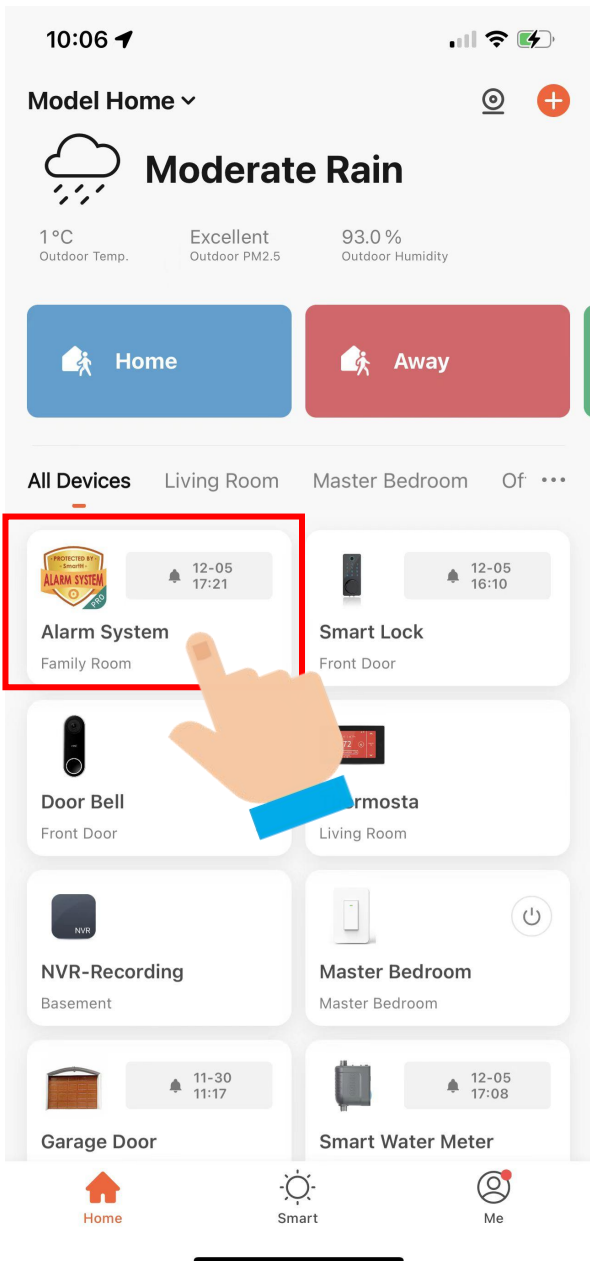 10:06
Model Home
Moderate Rain
1°C
Outdoor Temp.
Excellent
Outdoor PM2.5
93.0 %
Outdoor Humidity
Home
Away
All Devices
Living Room
Master Bedroom
Of
PROTECTED BY
ALARM SYSTEM
PRO
12-05
17:21
Alarm System
Family Room
12-05
16:10
Smart Lock
Front Door
Door Bell
Front Door
72
ermosta
Living Room
NVR
NVR-Recording
Basement
Master Bedroom
Master Bedroom
11-30
11:17
Garage Door
12-05
17:08
Smart Water Meter
Home
Smart
Me